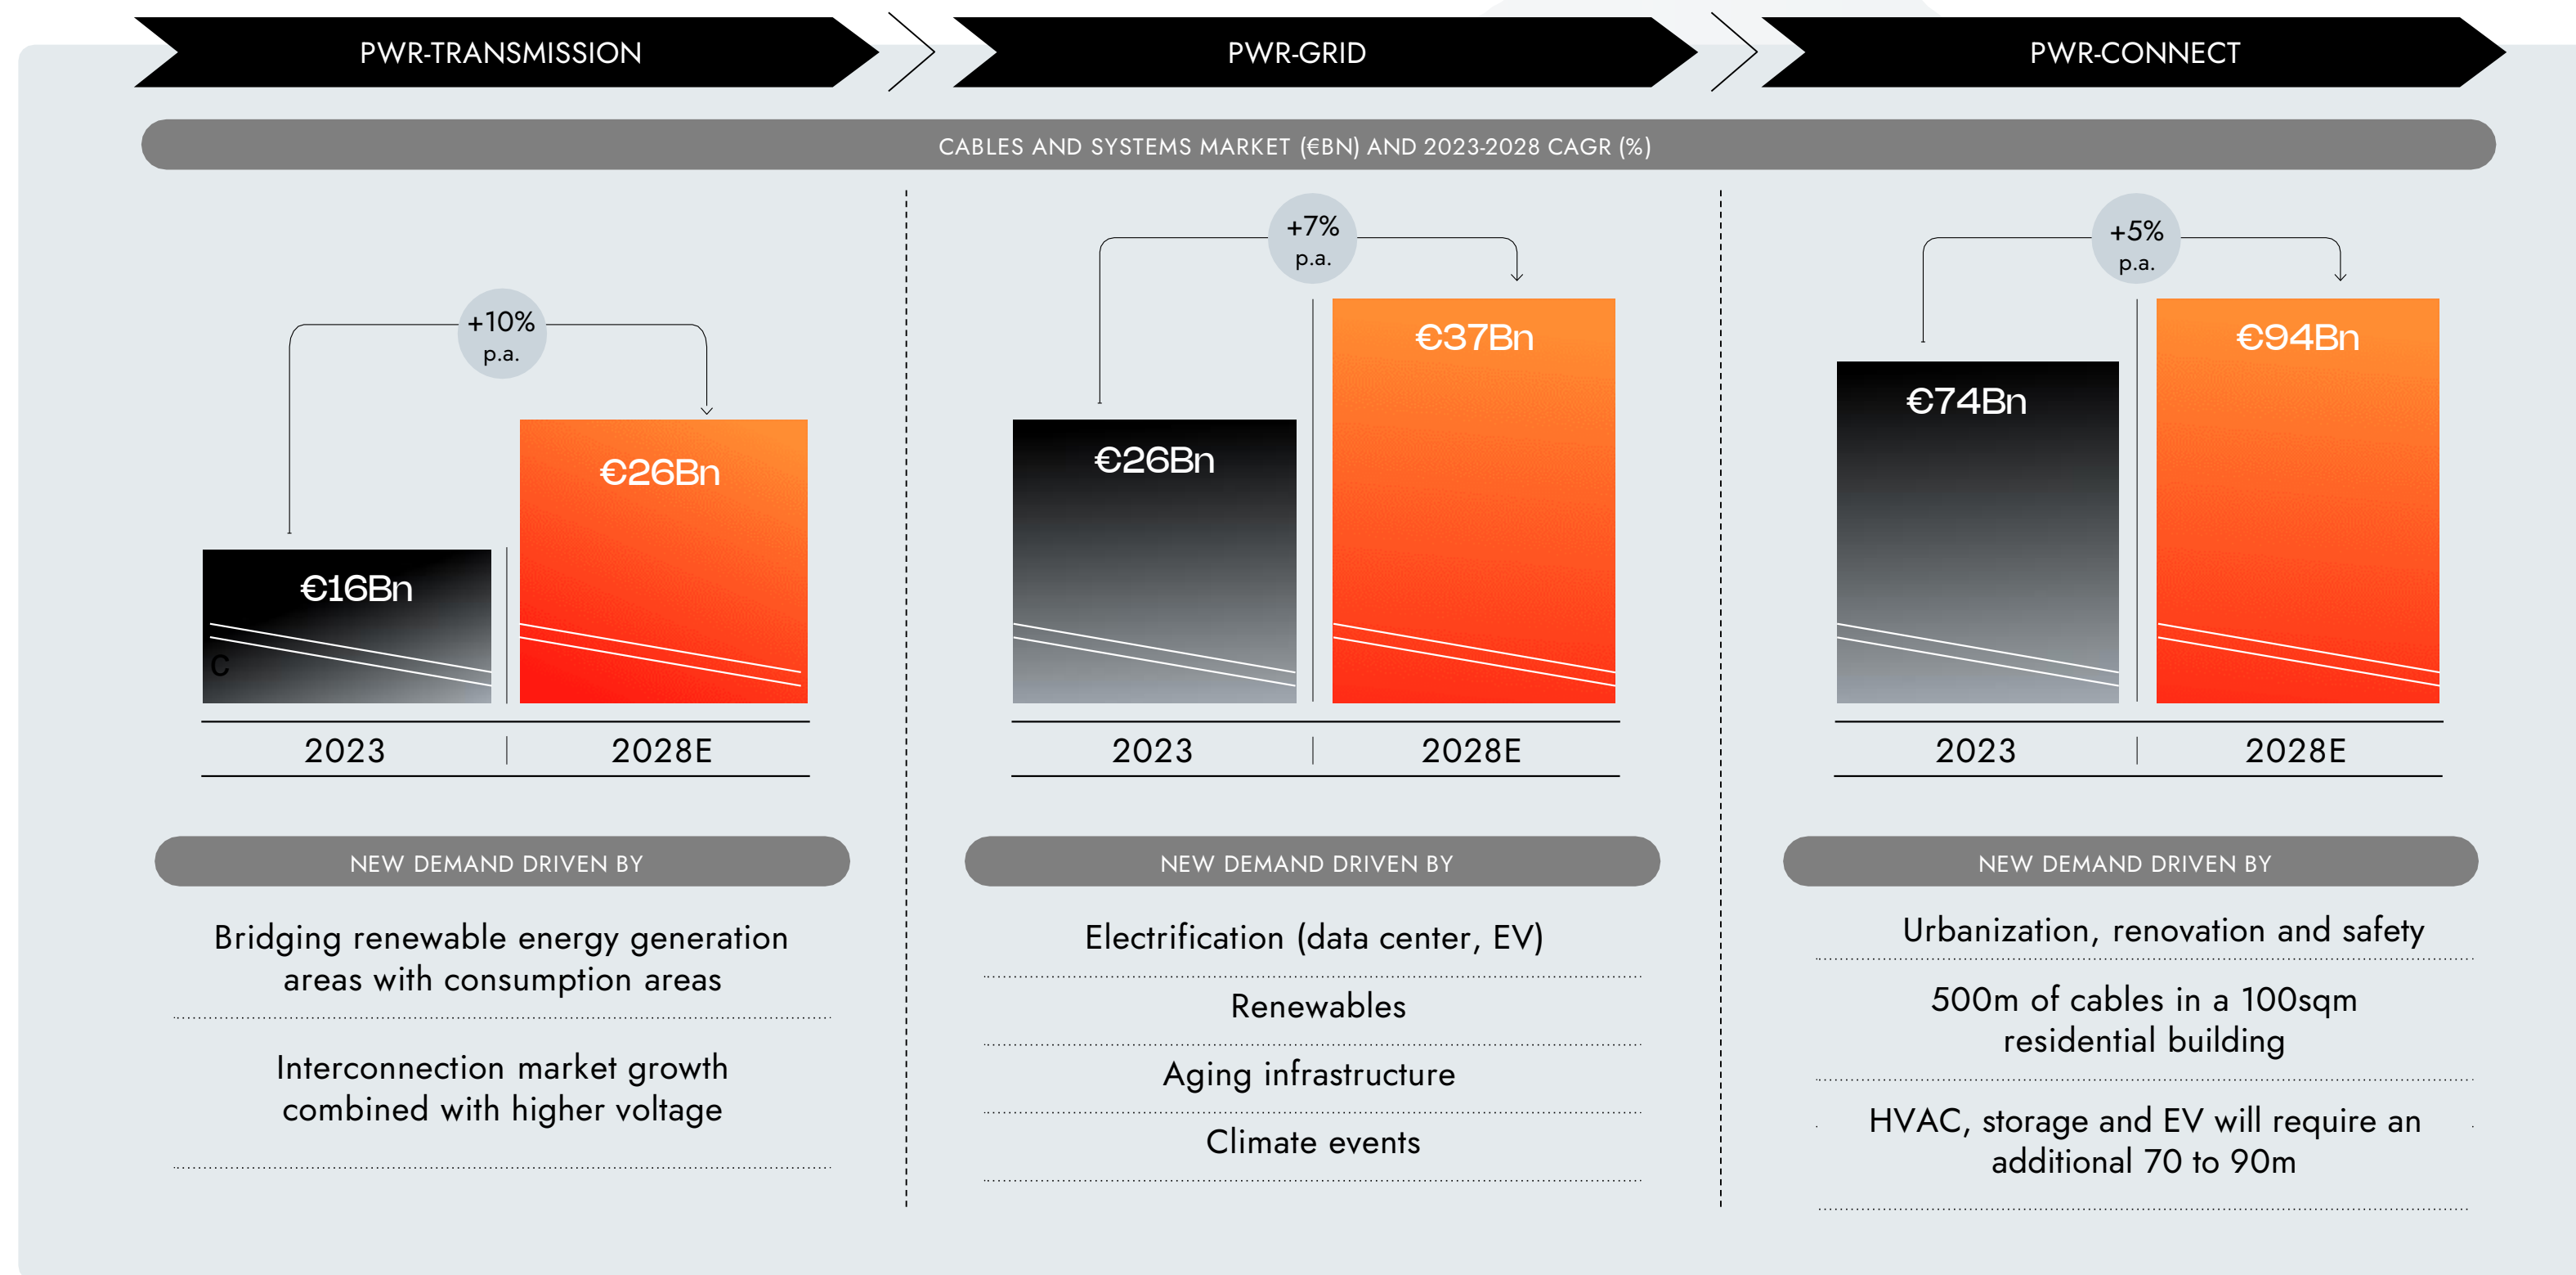 PWR-TRANSMISSION
PWR-GRID
PWR-CONNECT
CABLES AND SYSTEMS MARKET (€BN) AND 2023-2028 CAGR (%)
+10%
p.a.
€16Bn
€26Bn
C
2023
2028E
+7%
p.a.
€26Bn
€37Bn
2023
2028E
+5%
p.a.
€74Bn
€94Bn
2023
2028E
NEW DEMAND DRIVEN BY
Bridging renewable energy generation
areas with consumption areas
Interconnection market growth
combined with higher voltage
NEW DEMAND DRIVEN BY
Electrification (data center, EV)
Renewables
Aging infrastructure
Climate events
NEW DEMAND DRIVEN BY
Urbanization, renovation and safety
500m of cables in a 100sqm
residential building
HVAC, storage and EV will require an
additional 70 to 90m